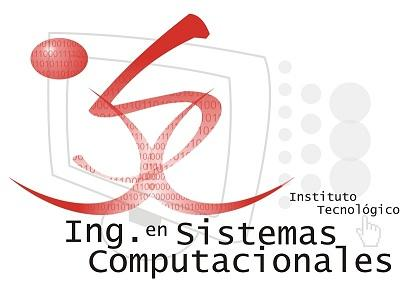 Instituto
Tecnológico
Ing. en Sistemas
Computacionales